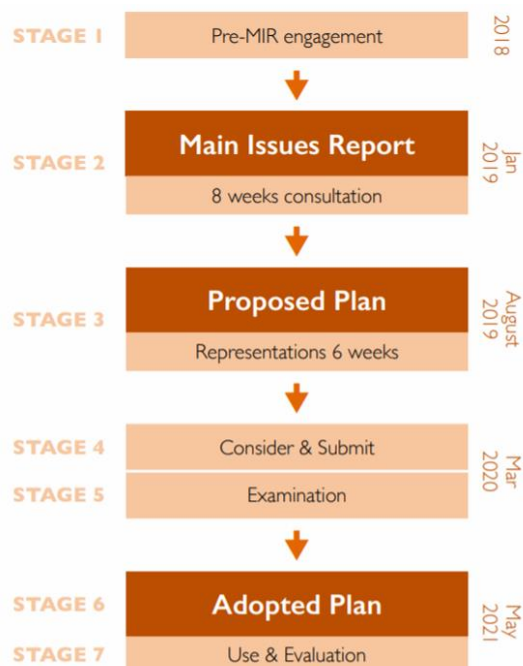 STAGE 1
Pre-MIR engagement
2018
STAGE 2
Main Issues Report
8 weeks consultation
Jan
2019
STAGE 3
Proposed Plan
Representations 6 weeks
August
2019
STAGE 4
Consider & Submit
STAGE 5
Examination
Mar
2020
STAGE 6
Adopted Plan
STAGE 7
Use & Evaluation
May
2021